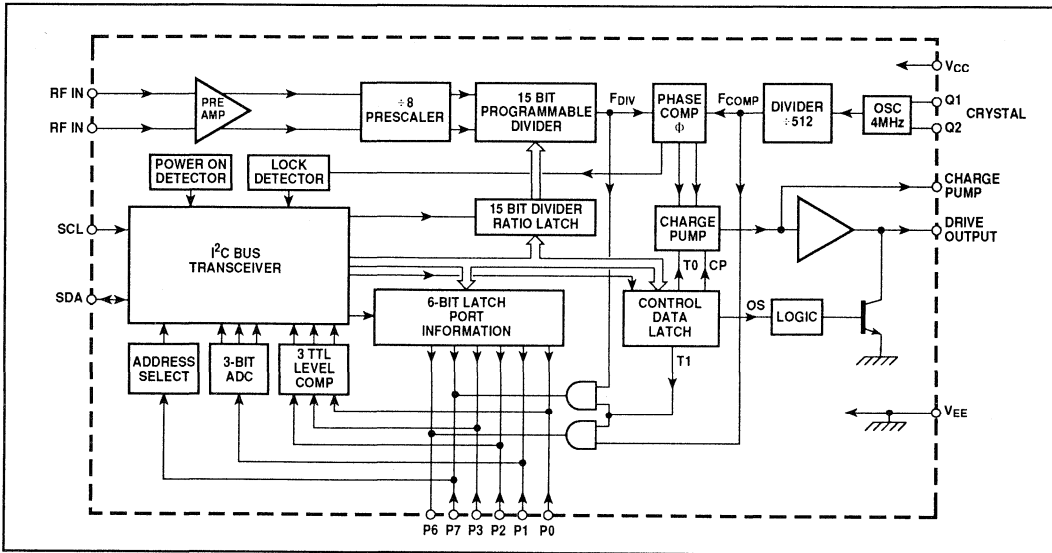 RF IN
RF IN
PRE
AMP
÷8
PRESCALER
15 BIT
PROGRAMMABLE
DIVIDER
FDIV
PHASE
COMP
Φ
FCOMP
DIVIDER
÷512
OSC
4MHz
VCC
Q1
Q2
CRYSTAL
POWER ON
DETECTOR
LOCK
DETECTOR
CHARGE
PUMP
SCL
SDA
I²C BUS
TRANSCEIVER
15 BIT DIVIDER
RATIO LATCH
CHARGE
PUMP
DRIVE
OUTPUT
T0
CP
6-BIT LATCH
PORT
INFORMATION
CONTROL
DATA
LATCH
OS
LOGIC
ADDRESS
SELECT
3-BIT
ADC
3 TTL
LEVEL
COMP
T1
VEE
P6 P7 P3 P2 P1 P0